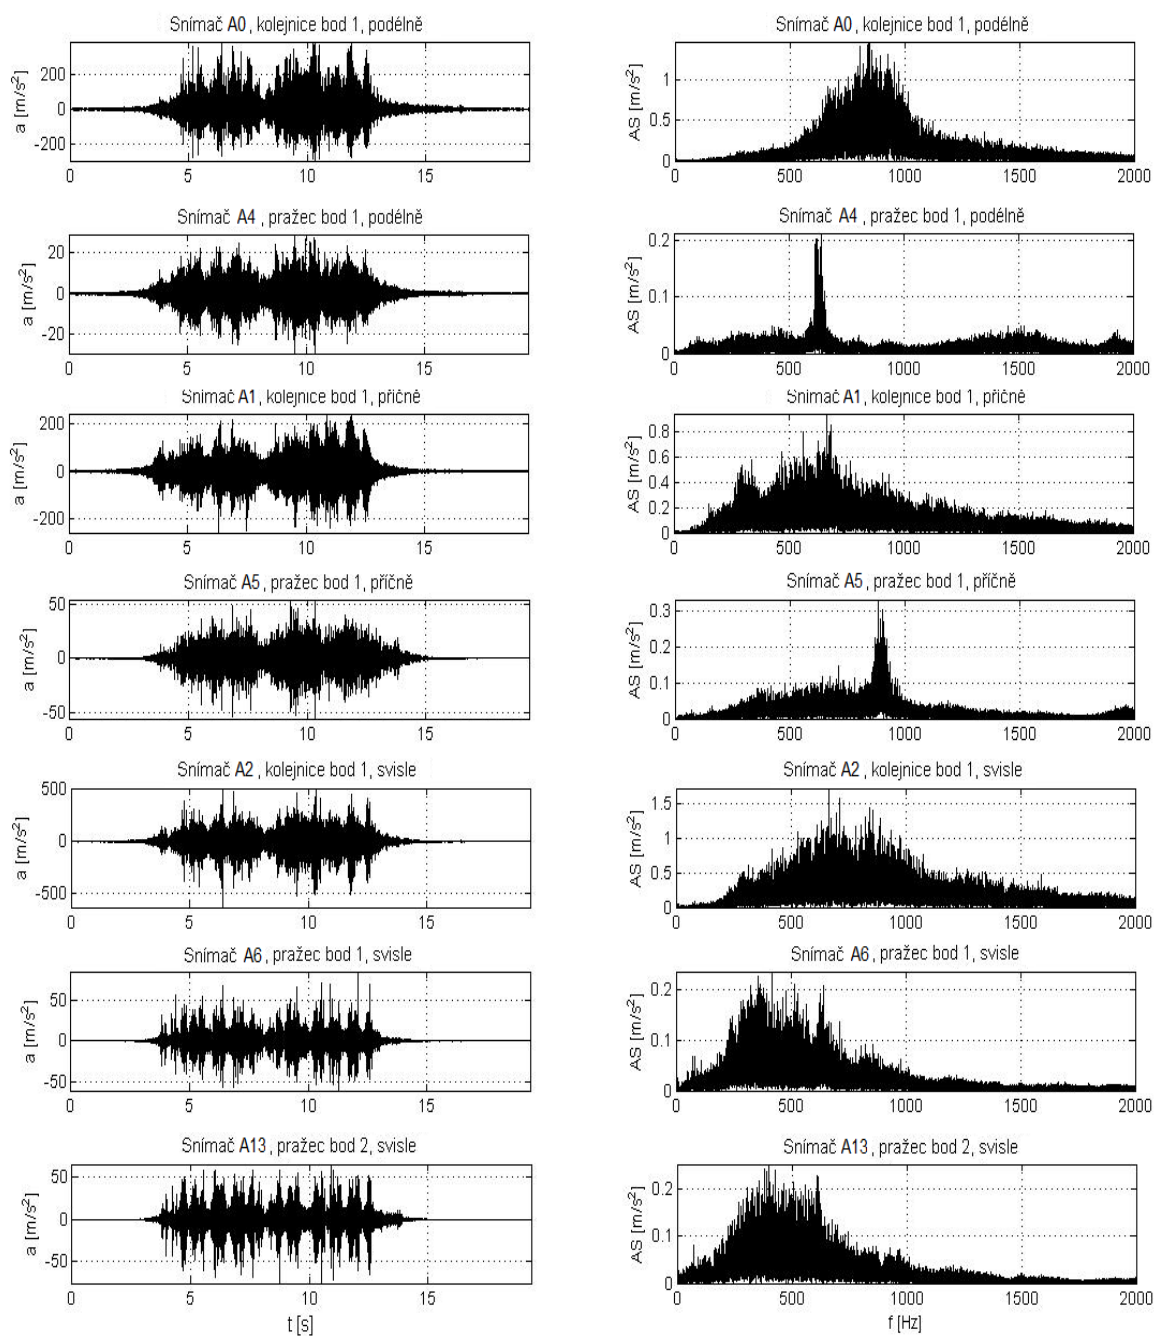 Snímač A0, kolejnice bod 1, podélně
a [m/s²]
200
0
-200
0 5 10 15
Snímač A0, kolejnice bod 1, podélně
AS [m/s²]
1
0.5
0
0 500 1000 1500 2000
Snímač A4, pražec bod 1, podélně
a [m/s²]
20
0
-20
0 5 10 15
Snímač A4, pražec bod 1, podélně
AS [m/s²]
0.2
0.1
0
0 500 1000 1500 2000
Snímač A1, kolejnice bod 1, příčně
a [m/s²]
200
0
-200
0 5 10 15
Snímač A1, kolejnice bod 1, příčně
AS [m/s²]
0.8
0.6
0.4
0.2
0
0 500 1000 1500 2000
Snímač A5, pražec bod 1, příčně
a [m/s²]
50
0
-50
0 5 10 15
Snímač A5, pražec bod 1, příčně
AS [m/s²]
0.3
0.2
0.1
0
0 500 1000 1500 2000
Snímač A2, kolejnice bod 1, svisle
a [m/s²]
500
0
-500
0 5 10 15
Snímač A2, kolejnice bod 1, svisle
AS [m/s²]
1.5
1
0.5
0
0 500 1000 1500 2000
Snímač A6, pražec bod 1, svisle
a [m/s²]
50
0
-50
0 5 10 15
Snímač A6, pražec bod 1, svisle
AS [m/s²]
0.2
0.1
0
0 500 1000 1500 2000
Snímač A13, pražec bod 2, svisle
a [m/s²]
50
0
-50
0 5 10 15
t [s]
Snímač A13, pražec bod 2, svisle
AS [m/s²]
0.2
0.1
0
0 500 1000 1500 2000
f [Hz]